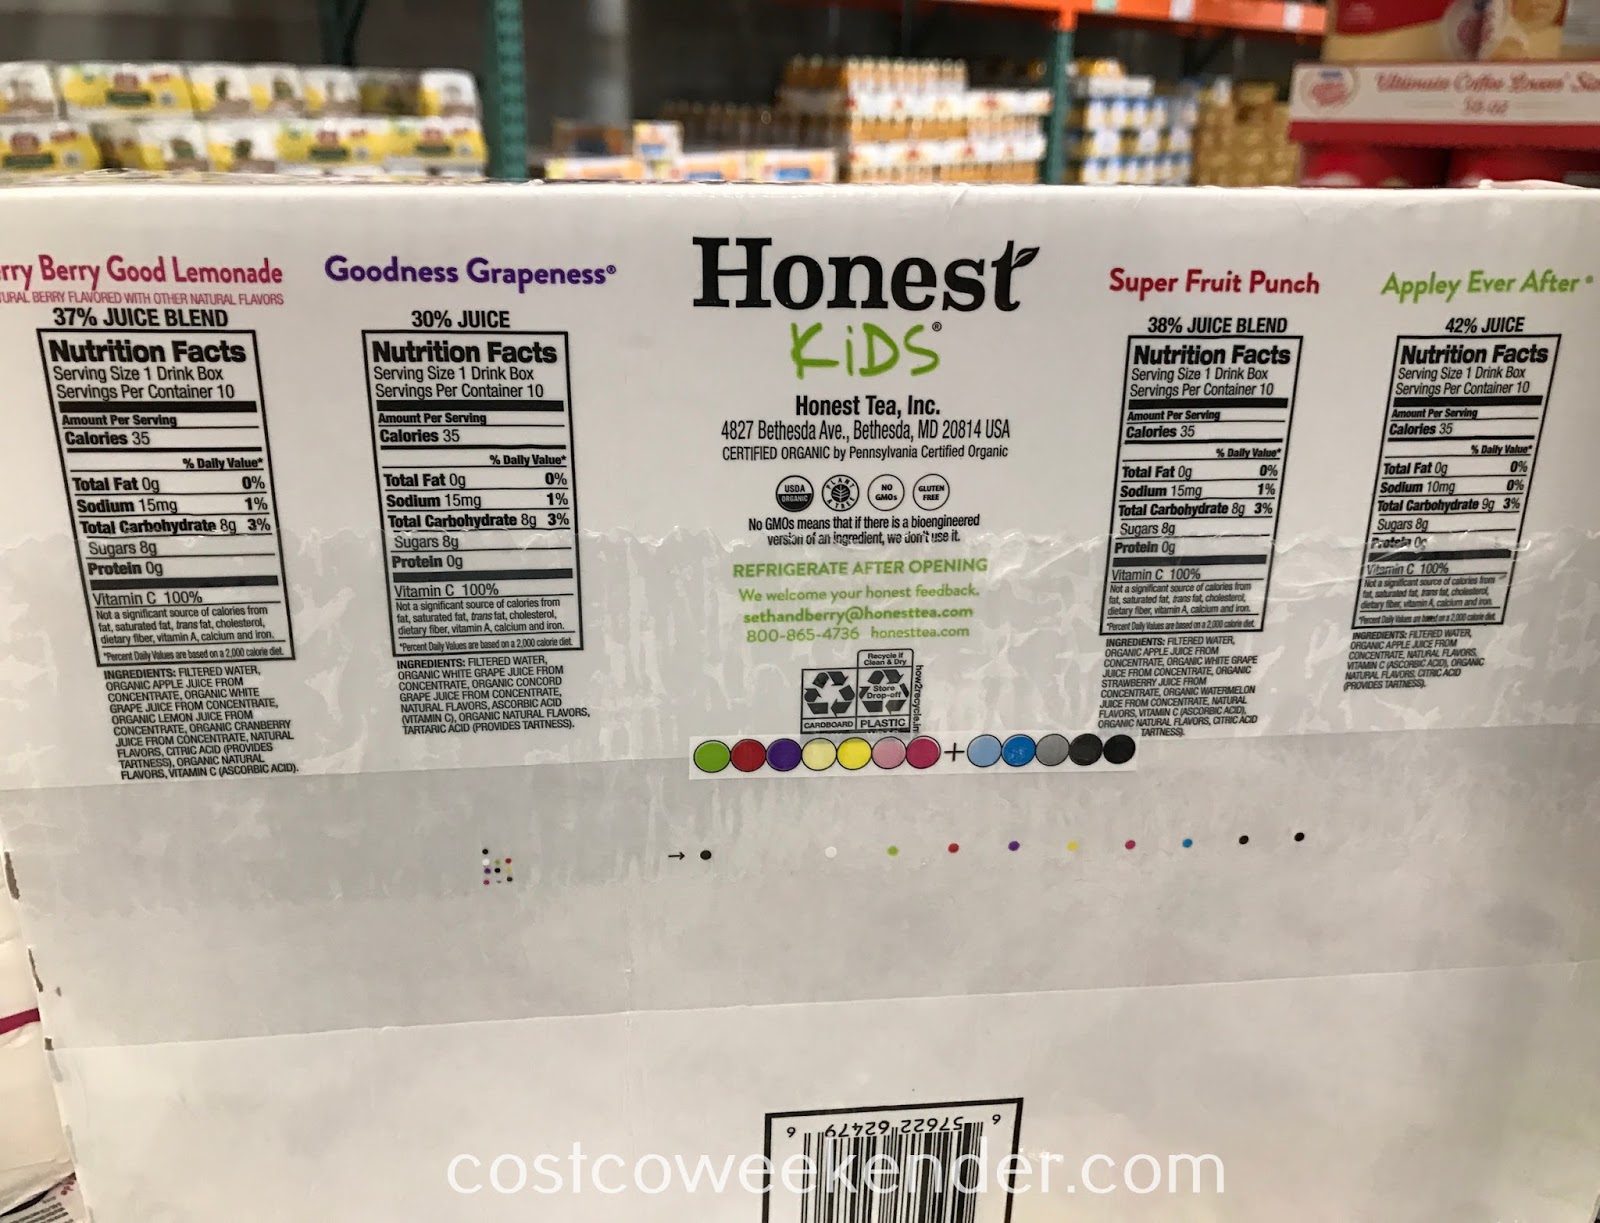 Ultimate Coffee Lovers'
rry Berry Good Lemonade
URAL BERRY FLAVORED WITH OTHER NATURAL FLAVORS
37% JUICE BLEND
Nutrition Facts
Serving Size 1 Drink Box
Servings Per Container 10
Amount Per Serving
Calories 35
% Daily Value*
Total Fat 0g 0%
Sodium 15mg 1%
Total Carbohydrate 8g 3%
Sugars 8g
Protein 0g
Vitamin C 100%
Not a significant source of calories from
fat, saturated fat, trans fat, cholesterol,
dietary fiber, vitamin A, calcium and iron.
*Percent Daily Values are based on a 2,000 calorie diet.
INGREDIENTS: FILTERED WATER,
ORGANIC APPLE JUICE FROM
CONCENTRATE, ORGANIC WHITE
GRAPE JUICE FROM CONCENTRATE,
ORGANIC LEMON JUICE FROM
CONCENTRATE, ORGANIC CRANBERRY
JUICE FROM CONCENTRATE, NATURAL
FLAVORS, CITRIC ACID (PROVIDES
TARTNESS), ORGANIC NATURAL
FLAVORS, VITAMIN C (ASCORBIC ACID).
Goodness Grapeness®
30% JUICE
Nutrition Facts
Serving Size 1 Drink Box
Servings Per Container 10
Amount Per Serving
Calories 35
% Daily Value*
Total Fat 0g 0%
Sodium 15mg 1%
Total Carbohydrate 8g 3%
Sugars 8g
Protein 0g
Vitamin C 100%
Not a significant source of calories from
fat, saturated fat, trans fat, cholesterol,
dietary fiber, vitamin A, calcium and iron.
*Percent Daily Values are based on a 2,000 calorie diet.
INGREDIENTS: FILTERED WATER,
ORGANIC WHITE GRAPE JUICE FROM
CONCENTRATE, ORGANIC CONCORD
GRAPE JUICE FROM CONCENTRATE,
NATURAL FLAVORS, ASCORBIC ACID
(VITAMIN C), ORGANIC NATURAL FLAVORS,
TARTARIC ACID (PROVIDES TARTNESS).
Honest
KiDS®
Honest Tea, Inc.
4827 Bethesda Ave., Bethesda, MD 20814 USA
CERTIFIED ORGANIC by Pennsylvania Certified Organic
USDA
ORGANIC
PLANT
A TREE
NO
GMOs
GLUTEN
FREE
No GMOs means that if there is a bioengineered
version of an ingredient, we don't use it.
REFRIGERATE AFTER OPENING
We welcome your honest feedback.
sethandberry@honesttea.com
800-865-4736 honesttea.com
Recycle if
Clean & Dry
Store
Drop-off
CARDBOARD PLASTIC
how2recycle.info
+
Super Fruit Punch
38% JUICE BLEND
Nutrition Facts
Serving Size 1 Drink Box
Servings Per Container 10
Amount Per Serving
Calories 35
% Daily Value*
Total Fat 0g 0%
Sodium 15mg 1%
Total Carbohydrate 8g 3%
Sugars 8g
Protein 0g
Vitamin C 100%
Not a significant source of calories from
fat, saturated fat, trans fat, cholesterol,
dietary fiber, vitamin A, calcium and iron.
*Percent Daily Values are based on a 2,000 calorie diet.
INGREDIENTS: FILTERED WATER,
ORGANIC APPLE JUICE FROM
CONCENTRATE, ORGANIC WHITE GRAPE
JUICE FROM CONCENTRATE, ORGANIC
STRAWBERRY JUICE FROM
CONCENTRATE, ORGANIC WATERMELON
JUICE FROM CONCENTRATE, NATURAL
FLAVORS, VITAMIN C (ASCORBIC ACID),
ORGANIC NATURAL FLAVORS, CITRIC ACID
TARTNESS).
Appley Ever After®
42% JUICE
Nutrition Facts
Serving Size 1 Drink Box
Servings Per Container 10
Amount Per Serving
Calories 35
% Daily Value*
Total Fat 0g 0%
Sodium 10mg 0%
Total Carbohydrate 9g 3%
Sugars 8g
Protein 0g
Vitamin C 100%
Not a significant source of calories from
fat, saturated fat, trans fat, cholesterol,
dietary fiber, vitamin A, calcium and iron.
*Percent Daily Values are based on a 2,000 calorie diet.
INGREDIENTS: FILTERED WATER,
ORGANIC APPLE JUICE FROM
CONCENTRATE, NATURAL FLAVORS,
VITAMIN C (ASCORBIC ACID), ORGANIC
NATURAL FLAVORS, CITRIC ACID
(PROVIDES TARTNESS).
6 57622 62479 6
costcoweekender.com